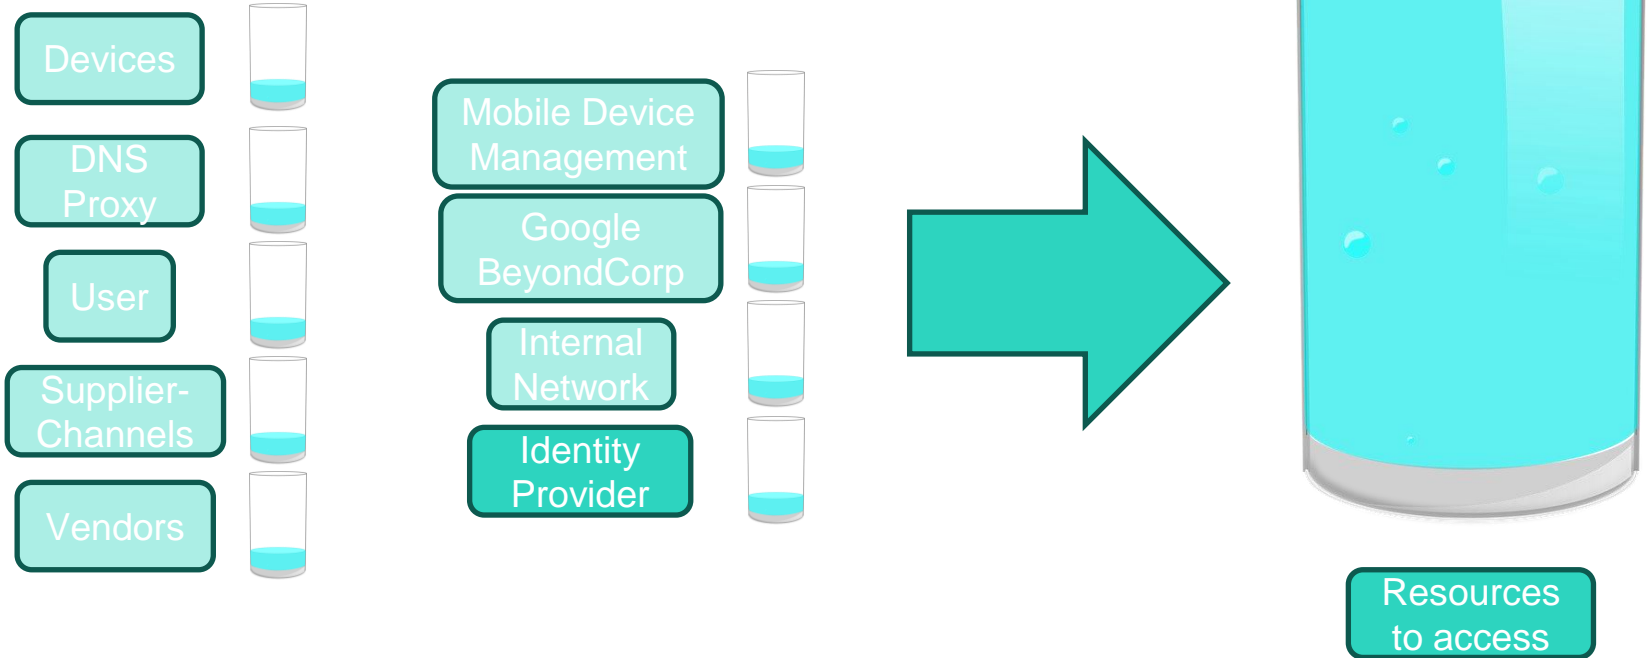 Devices
DNS
Proxy
User
Supplier-
Channels
Vendors
Mobile Device
Management
Google
BeyondCorp
Internal
Network
Identity
Provider
Resources
to access